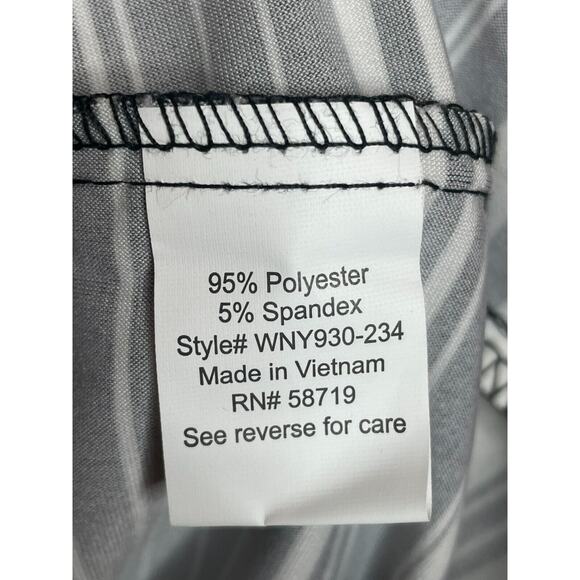 95% Polyester
5% Spandex
Style# WNY930-234
Made in Vietnam
RN# 58719
See reverse for care